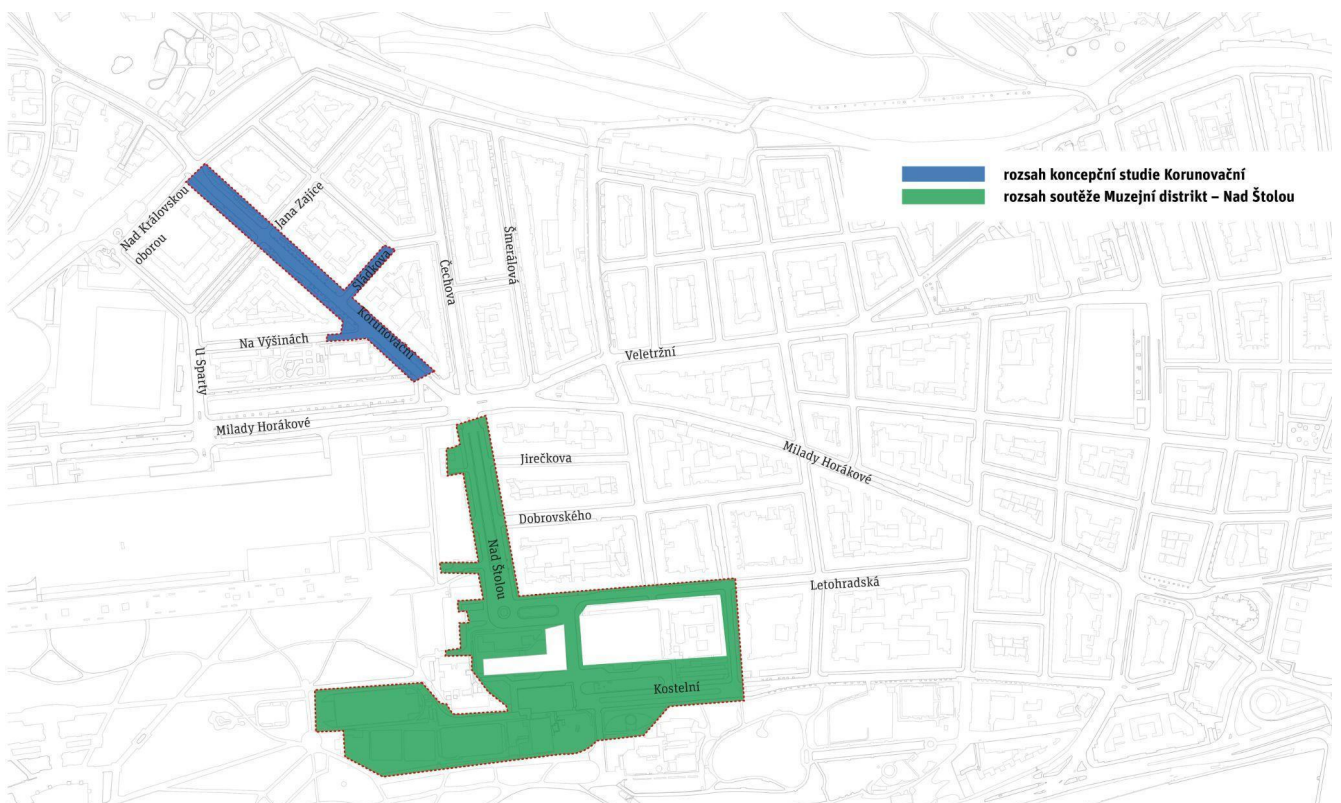 rozsah koncepční studie Korunovační
rozsah soutěže Muzejní distrikt – Nad Štolou
Nad Královskou
oborou
Jana Zajíce
Sládkova
Čechova
Šmerálová
Korunovační
Na Výšinách
U Sparty
Veletržní
Milady Horákové
Jirečkova
Milady Horákové
Dobrovského
Nad Štolou
Letohradská
Kostelní